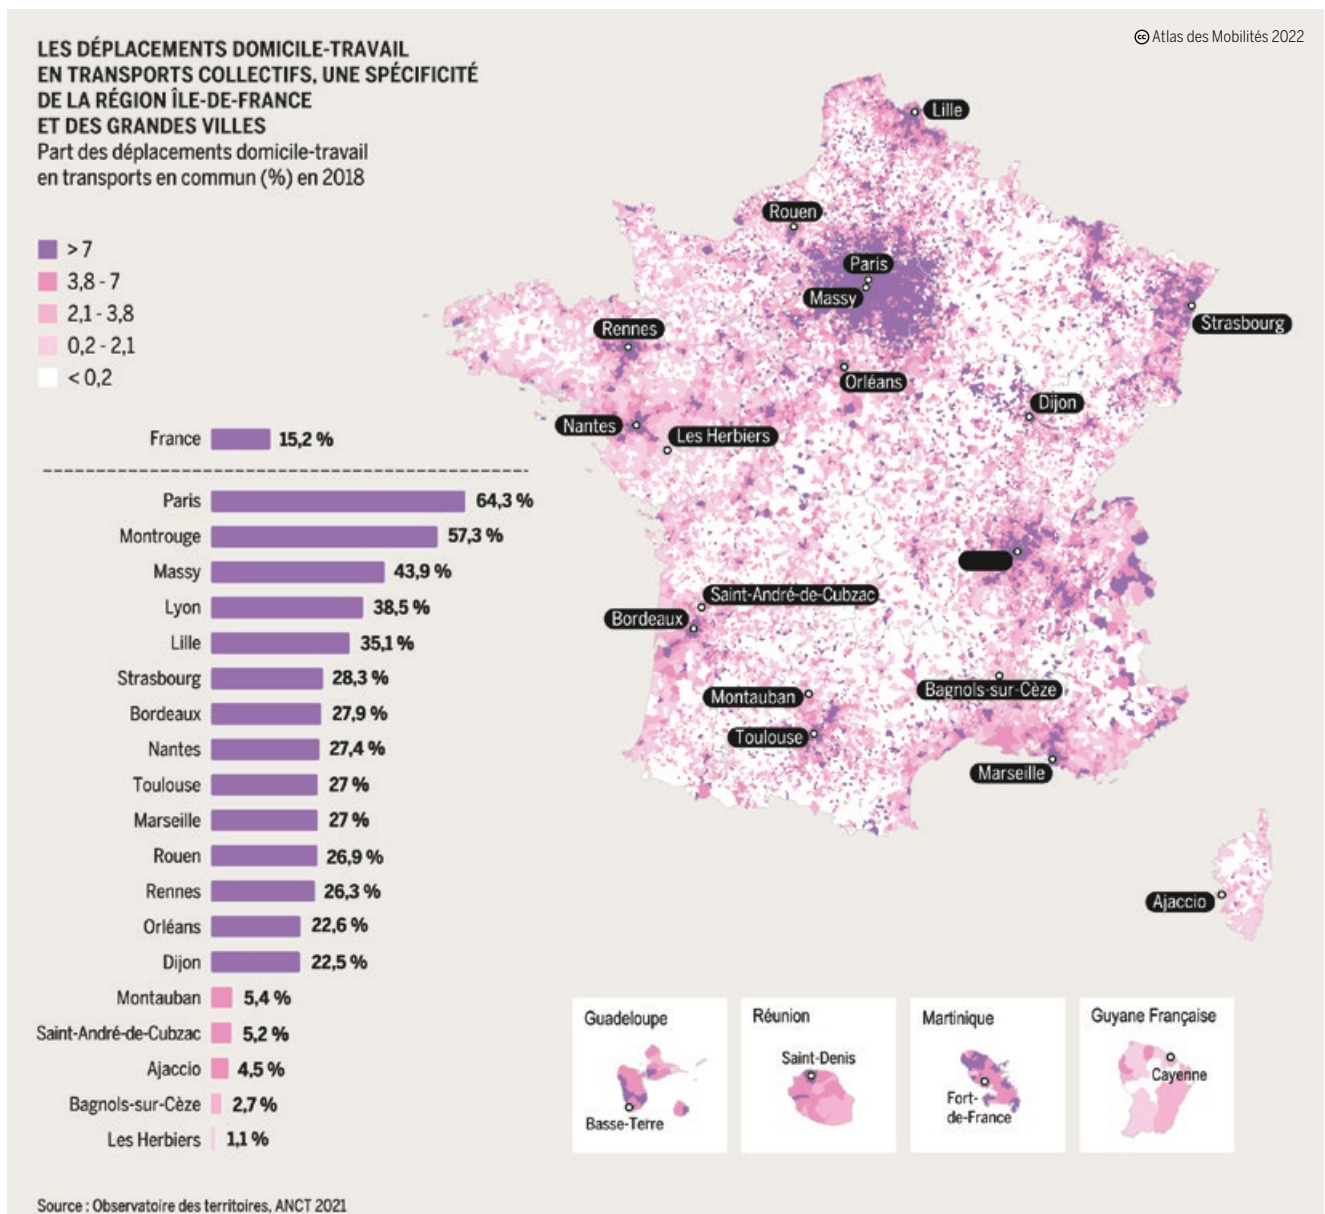 © Atlas des Mobilités 2022
LES DÉPLACEMENTS DOMICILE-TRAVAIL
EN TRANSPORTS COLLECTIFS, UNE SPÉCIFICITÉ
DE LA RÉGION ÎLE-DE-FRANCE
ET DES GRANDES VILLES
Part des déplacements domicile-travail
en transports en commun (%) en 2018
> 7
3,8 - 7
2,1 - 3,8
0,2 - 2,1
< 0,2
France 15,2 %
Paris 64,3 %
Montrouge 57,3 %
Massy 43,9 %
Lyon 38,5 %
Lille 35,1 %
Strasbourg 28,3 %
Bordeaux 27,9 %
Nantes 27,4 %
Toulouse 27 %
Marseille 27 %
Rouen 26,9 %
Rennes 26,3 %
Orléans 22,6 %
Dijon 22,5 %
Montauban 5,4 %
Saint-André-de-Cubzac 5,2 %
Ajaccio 4,5 %
Bagnols-sur-Cèze 2,7 %
Les Herbiers 1,1 %
Lille
Rouen
Paris
Massy
Strasbourg
Rennes
Orléans
Dijon
Nantes
Les Herbiers
Saint-André-de-Cubzac
Bordeaux
Montauban
Bagnols-sur-Cèze
Toulouse
Marseille
Ajaccio
Guadeloupe
Basse-Terre
Réunion
Saint-Denis
Martinique
Fort-
de-France
Guyane Française
Cayenne
Source : Observatoire des territoires, ANCT 2021